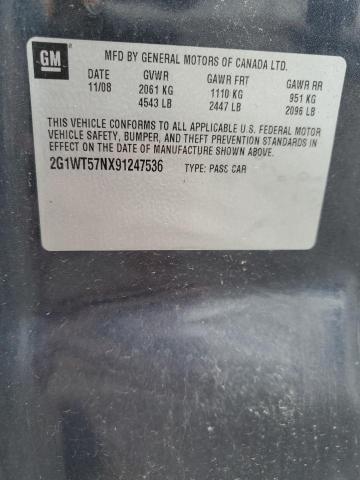 GM
MFD BY GENERAL MOTORS OF CANADA LTD.
DATE GVWR GAWR FRT GAWR RR
11/08 2061 KG 1110 KG 951 KG
4543 LB 2447 LB 2096 LB
THIS VEHICLE CONFORMS TO ALL APPLICABLE U.S. FEDERAL MOTOR
VEHICLE SAFETY, BUMPER, AND THEFT PREVENTION STANDARDS IN
EFFECT ON THE DATE OF MANUFACTURE SHOWN ABOVE.
2G1WT57NX91247536 TYPE: PASS CAR